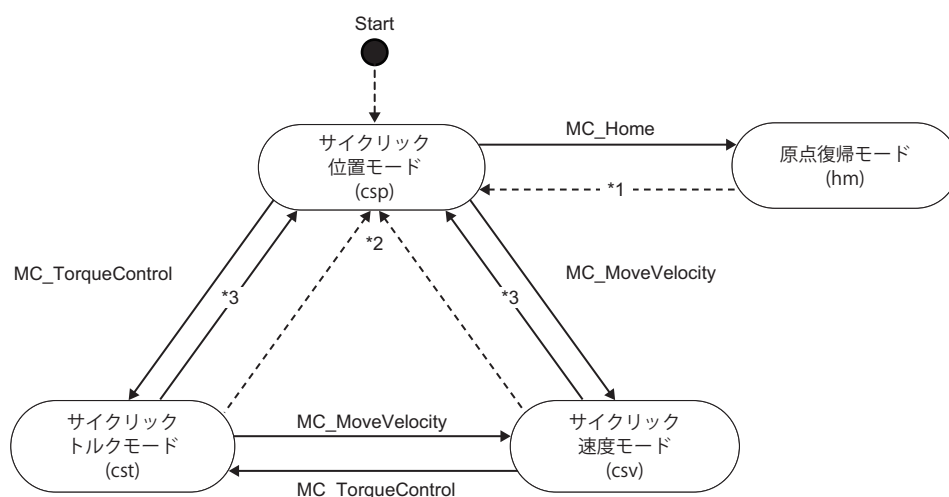 Start
サイクリック
位置モード
(csp)
MC_Home
原点復帰モード
(hm)
*1
*2
MC_TorqueControl
MC_MoveVelocity
*3
*3
サイクリック
トルクモード
(cst)
MC_MoveVelocity
サイクリック
速度モード
(csv)
MC_TorqueControl